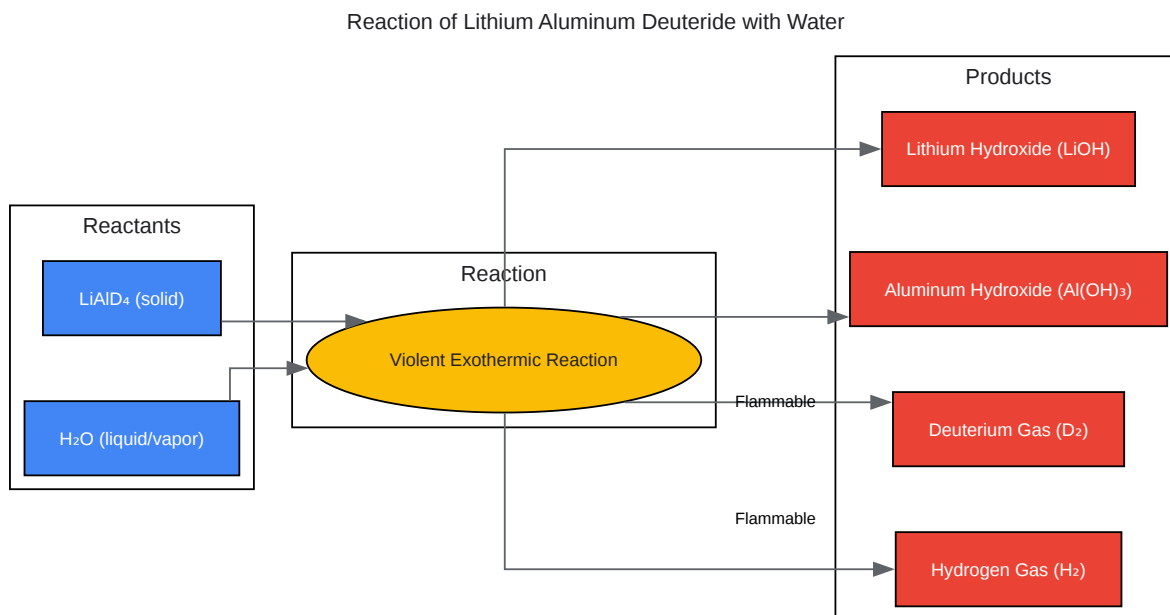 Reaction of Lithium Aluminum Deuteride with Water
Reactants
LiAlD₄ (solid)
H₂O (liquid/vapor)
Reaction
Violent Exothermic Reaction
Flammable
Flammable
Products
Lithium Hydroxide (LiOH)
Aluminum Hydroxide (Al(OH)₃)
Deuterium Gas (D₂)
Hydrogen Gas (H₂)